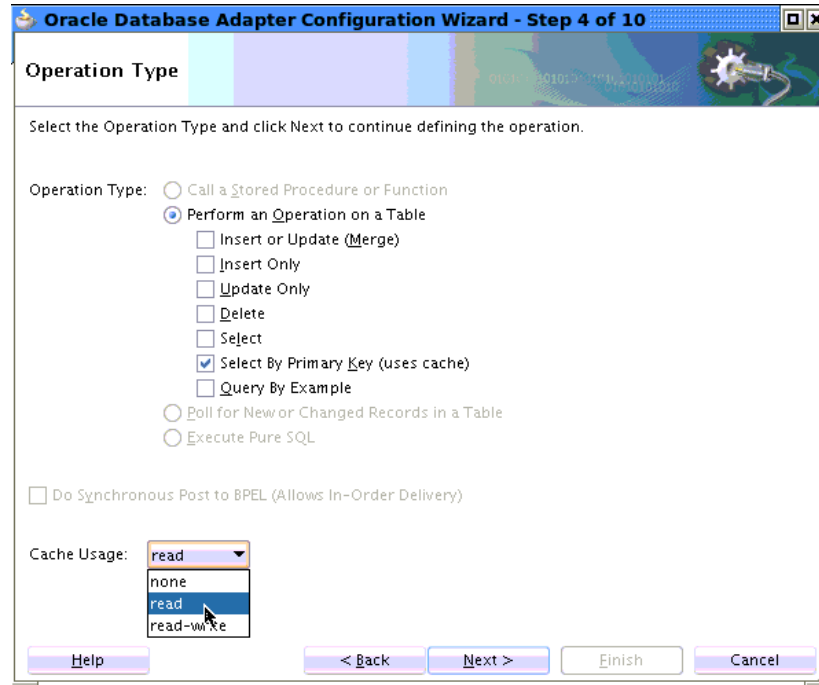 Oracle Database Adapter Configuration Wizard - Step 4 of 10
Operation Type
Select the Operation Type and click Next to continue defining the operation.
Operation Type: Call a Stored Procedure or Function
Perform an Operation on a Table
Insert or Update (Merge)
Insert Only
Update Only
Delete
Select
Select By Primary Key (uses cache)
Query By Example
Poll for New or Changed Records in a Table
Execute Pure SQL
Do Synchronous Post to BPEL (Allows In-Order Delivery)
Cache Usage: read
none
read
read-write
Help < Back Next > Finish Cancel